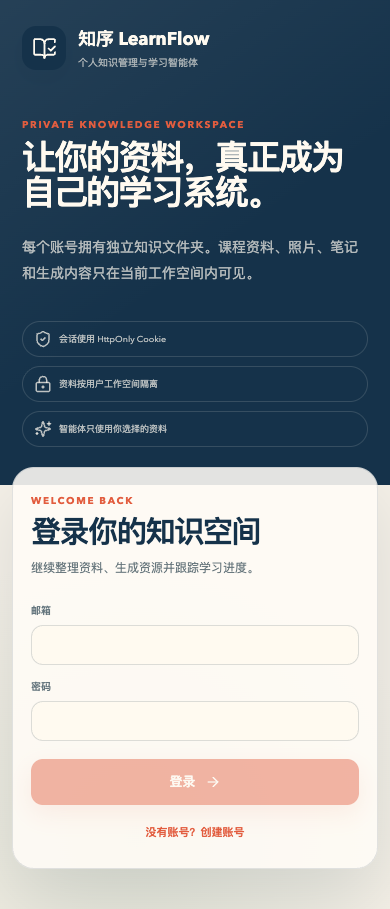 知序 LearnFlow
个人知识管理与学习智能体
PRIVATE KNOWLEDGE WORKSPACE
让你的资料，真正成为
自己的学习系统。
每个账号拥有独立知识文件夹。课程资料、照片、笔记
和生成内容只在当前工作空间内可见。
会话使用 HttpOnly Cookie
资料按用户工作空间隔离
智能体只使用你选择的资料
WELCOME BACK
登录你的知识空间
继续整理资料、生成资源并跟踪学习进度。
邮箱
密码
登录 →
没有账号？创建账号